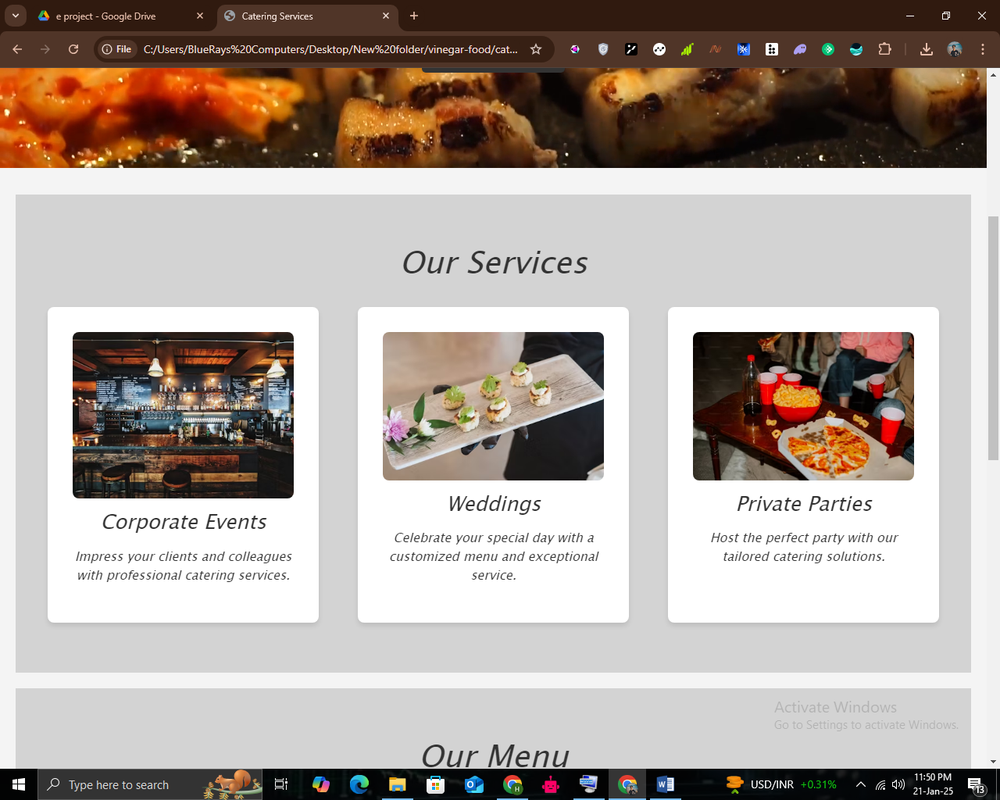 e project - Google Drive
Catering Services
File
C:/Users/BlueRays%20Computers/Desktop/New%20folder/vinegar-food/cat...
Our Services
Corporate Events
Impress your clients and colleagues
with professional catering services.
Weddings
Celebrate your special day with a
customized menu and exceptional
service.
Private Parties
Host the perfect party with our
tailored catering solutions.
Our Menu
Activate Windows
Go to Settings to activate Windows.
Type here to search
USD/INR +0.31%
11:50 PM
21-Jan-25
13